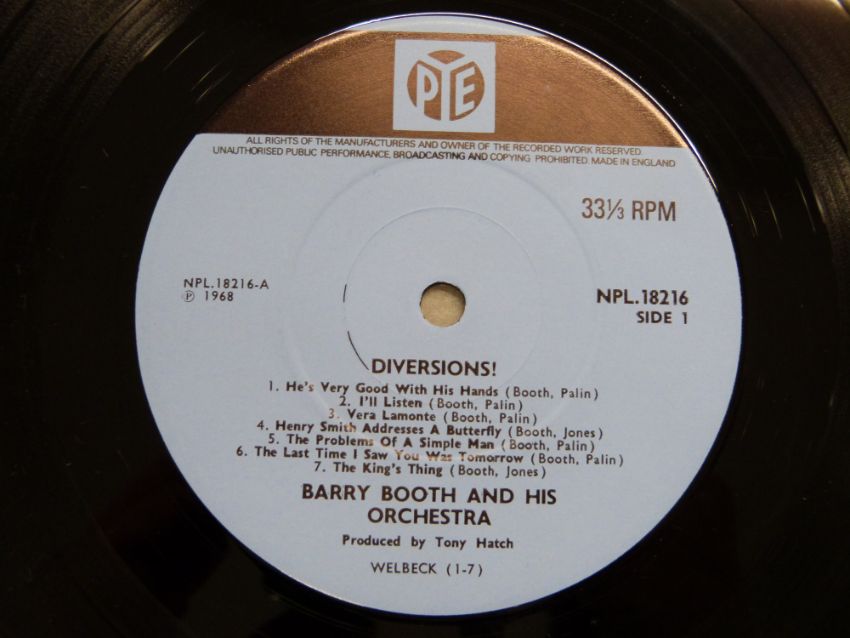 PYE
ALL RIGHTS OF THE MANUFACTURERS AND OWNER OF THE RECORDED WORK RESERVED
UNAUTHORISED PUBLIC PERFORMANCE, BROADCASTING AND COPYING PROHIBITED. MADE IN ENGLAND
33⅓ RPM
NPL.18216-A
℗ 1968
NPL.18216
SIDE 1
DIVERSIONS!
1. He's Very Good With His Hands (Booth, Palin)
2. I'll Listen (Booth, Palin)
3. Vera Lamonte (Booth, Palin)
4. Henry Smith Addresses A Butterfly (Booth, Jones)
5. The Problems Of A Simple Man (Booth, Palin)
6. The Last Time I Saw You Was Tomorrow (Booth, Palin)
7. The King's Thing (Booth, Jones)
BARRY BOOTH AND HIS
ORCHESTRA
Produced by Tony Hatch
WELBECK (1-7)